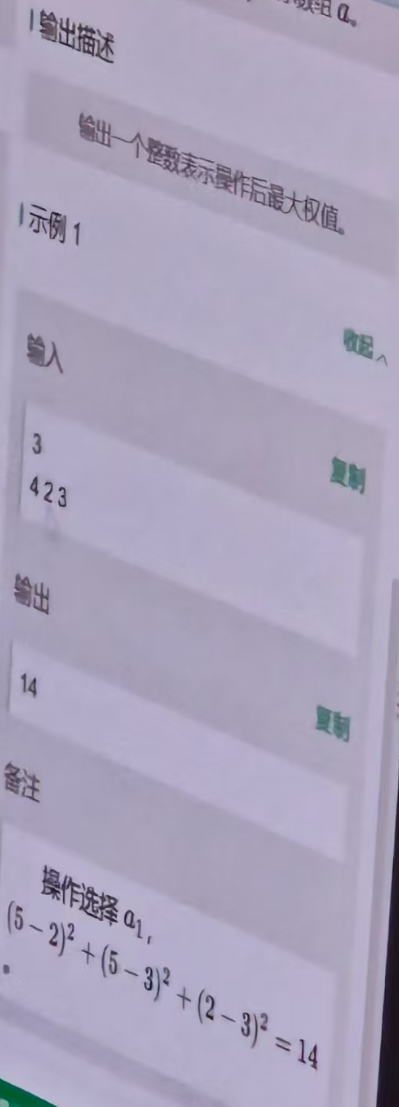 数组 a。
输出描述
输出一个整数表示操作后最大权值。
示例 1
收起
输入
复制
3
4 2 3
输出
复制
14
备注
操作选择 a₁,
(5 − 2)² + (5 − 3)² + (2 − 3)² = 14
。